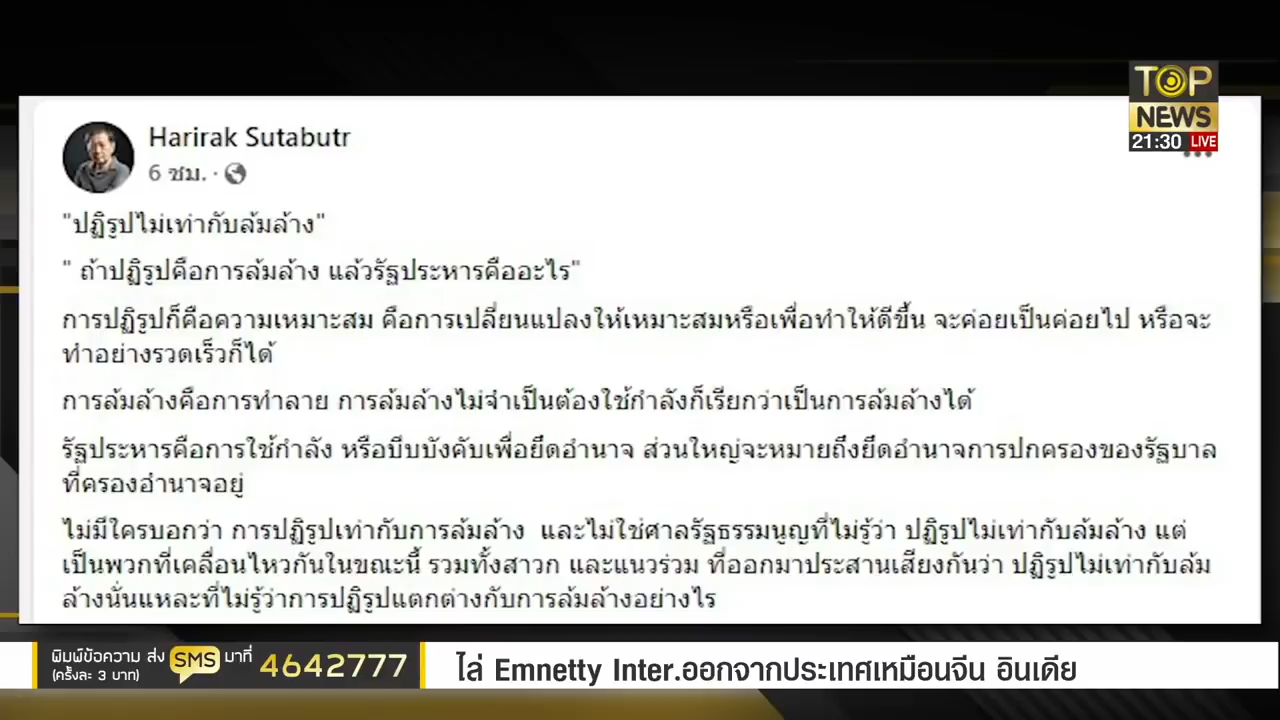 TOP
NEWS
21:30 LIVE
Harirak Sutabutr
6 ชม. ·
"ปฏิรูปไม่เท่ากับล้มล้าง"
" ถ้าปฏิรูปคือการล้มล้าง แล้วรัฐประหารคืออะไร"
การปฏิรูปก็คือความเหมาะสม คือการเปลี่ยนแปลงให้เหมาะสมหรือเพื่อทำให้ดีขึ้น จะค่อยเป็นค่อยไป หรือจะ
ทำอย่างรวดเร็วก็ได้
การล้มล้างคือการทำลาย การล้มล้างไม่จำเป็นต้องใช้กำลังก็เรียกว่าเป็นการล้มล้างได้
รัฐประหารคือการใช้กำลัง หรือบีบบังคับเพื่อยึดอำนาจ ส่วนใหญ่จะหมายถึงยึดอำนาจการปกครองของรัฐบาล
ที่ครองอำนาจอยู่
ไม่มีใครบอกว่า การปฏิรูปเท่ากับการล้มล้าง และไม่ใช่ศาลรัฐธรรมนูญที่ไม่รู้ว่า ปฏิรูปไม่เท่ากับล้มล้าง แต่
เป็นพวกที่เคลื่อนไหวกันในขณะนี้ รวมทั้งสาวก และแนวร่วม ที่ออกมาประสานเสียงกันว่า ปฏิรูปไม่เท่ากับล้ม
ล้างนั่นแหละที่ไม่รู้ว่าการปฏิรูปแตกต่างกับการล้มล้างอย่างไร
พิมพ์ข้อความ ส่ง SMS มาที่ 4642777
(ครั้งละ 3 บาท)
ไล่ Emnetty Inter.ออกจากประเทศเหมือนจีน อินเดีย